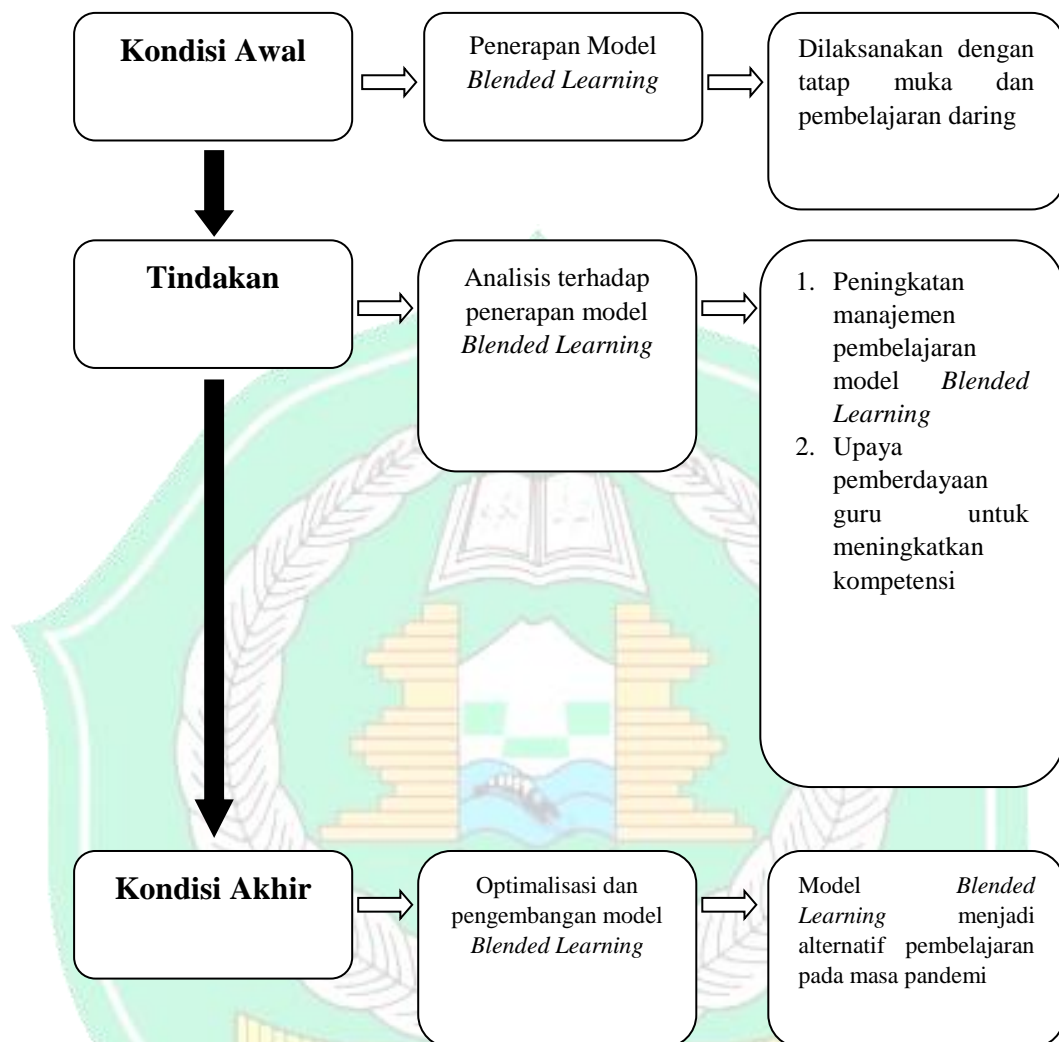 Kondisi Awal
Penerapan Model
Blended Learning
Dilaksanakan dengan
tatap muka dan
pembelajaran daring
Tindakan
Analisis terhadap
penerapan model
Blended Learning
1. Peningkatan
manajemen
pembelajaran
model Blended
Learning
2. Upaya
pemberdayaan
guru untuk
meningkatkan
kompetensi
Kondisi Akhir
Optimalisasi dan
pengembangan model
Blended Learning
Model Blended
Learning menjadi
alternatif pembelajaran
pada masa pandemi